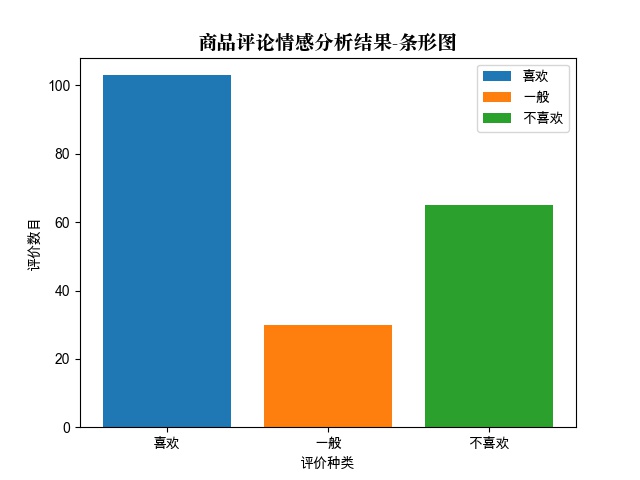 商品评论情感分析结果-条形图
喜欢
一般
不喜欢
评价数目
100
80
60
40
20
0
喜欢 一般 不喜欢
评价种类